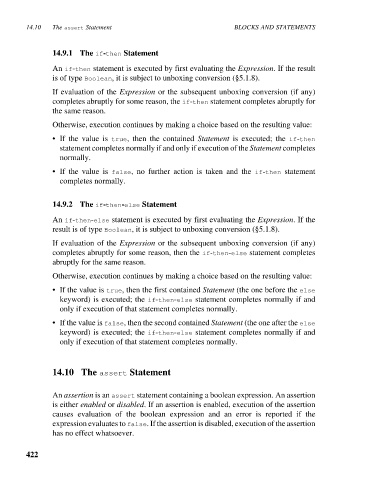 14.10 The assert Statement BLOCKS AND STATEMENTS
14.9.1 The if-then Statement
An if-then statement is executed by first evaluating the Expression. If the result
is of type Boolean, it is subject to unboxing conversion (§5.1.8).
If evaluation of the Expression or the subsequent unboxing conversion (if any)
completes abruptly for some reason, the if-then statement completes abruptly for
the same reason.
Otherwise, execution continues by making a choice based on the resulting value:
• If the value is true, then the contained Statement is executed; the if-then
statement completes normally if and only if execution of the Statement completes
normally.
• If the value is false, no further action is taken and the if-then statement
completes normally.
14.9.2 The if-then-else Statement
An if-then-else statement is executed by first evaluating the Expression. If the
result is of type Boolean, it is subject to unboxing conversion (§5.1.8).
If evaluation of the Expression or the subsequent unboxing conversion (if any)
completes abruptly for some reason, then the if-then-else statement completes
abruptly for the same reason.
Otherwise, execution continues by making a choice based on the resulting value:
• If the value is true, then the first contained Statement (the one before the else
keyword) is executed; the if-then-else statement completes normally if and
only if execution of that statement completes normally.
• If the value is false, then the second contained Statement (the one after the else
keyword) is executed; the if-then-else statement completes normally if and
only if execution of that statement completes normally.
14.10 The assert Statement
An assertion is an assert statement containing a boolean expression. An assertion
is either enabled or disabled. If an assertion is enabled, execution of the assertion
causes evaluation of the boolean expression and an error is reported if the
expression evaluates to false. If the assertion is disabled, execution of the assertion
has no effect whatsoever.
422